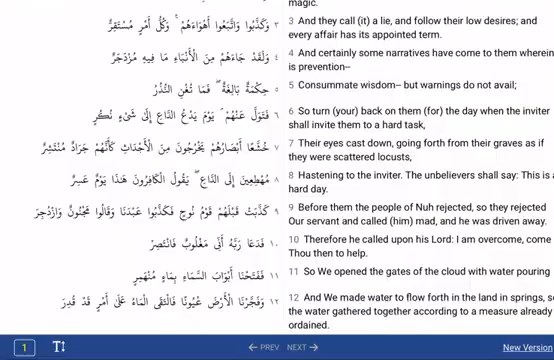 magic.
٣ وَكَذَّبُوا وَاتَّبَعُوا أَهْوَاءَهُمْ ۚ وَكُلُّ أَمْرٍ مُسْتَقِرٌّ
3 And they call (it) a lie, and follow their low desires; and
every affair has its appointed term.
٤ وَلَقَدْ جَاءَهُمْ مِنَ الْأَنْبَاءِ مَا فِيهِ مُزْدَجَرٌ
4 And certainly some narratives have come to them wherein
is prevention--
٥ حِكْمَةٌ بَالِغَةٌ ۖ فَمَا تُغْنِ النُّذُرُ
5 Consummate wisdom-- but warnings do not avail;
٦ فَتَوَلَّ عَنْهُمْ ۘ يَوْمَ يَدْعُ الدَّاعِ إِلَىٰ شَيْءٍ نُكُرٍ
6 So turn (your) back on them (for) the day when the inviter
shall invite them to a hard task,
٧ خُشَّعًا أَبْصَارُهُمْ يَخْرُجُونَ مِنَ الْأَجْدَاثِ كَأَنَّهُمْ جَرَادٌ مُنْتَشِرٌ
7 Their eyes cast down, going forth from their graves as if
they were scattered locusts,
٨ مُهْطِعِينَ إِلَى الدَّاعِ ۖ يَقُولُ الْكَافِرُونَ هَٰذَا يَوْمٌ عَسِرٌ
8 Hastening to the inviter. The unbelievers shall say: This is a
hard day.
٩ كَذَّبَتْ قَبْلَهُمْ قَوْمُ نُوحٍ فَكَذَّبُوا عَبْدَنَا وَقَالُوا مَجْنُونٌ وَازْدُجِرَ
9 Before them the people of Nuh rejected, so they rejected
Our servant and called (him) mad, and he was driven away.
١٠ فَدَعَا رَبَّهُ أَنِّي مَغْلُوبٌ فَانْتَصِرْ
10 Therefore he called upon his Lord: I am overcome, come
Thou then to help.
١١ فَفَتَحْنَا أَبْوَابَ السَّمَاءِ بِمَاءٍ مُنْهَمِرٍ
11 So We opened the gates of the cloud with water pouring
١٢ وَفَجَّرْنَا الْأَرْضَ عُيُونًا فَالْتَقَى الْمَاءُ عَلَىٰ أَمْرٍ قَدْ قُدِرَ
12 And We made water to flow forth in the land in springs, so
the water gathered together according to a measure already
ordained.
1 T ← PREV NEXT → New Version